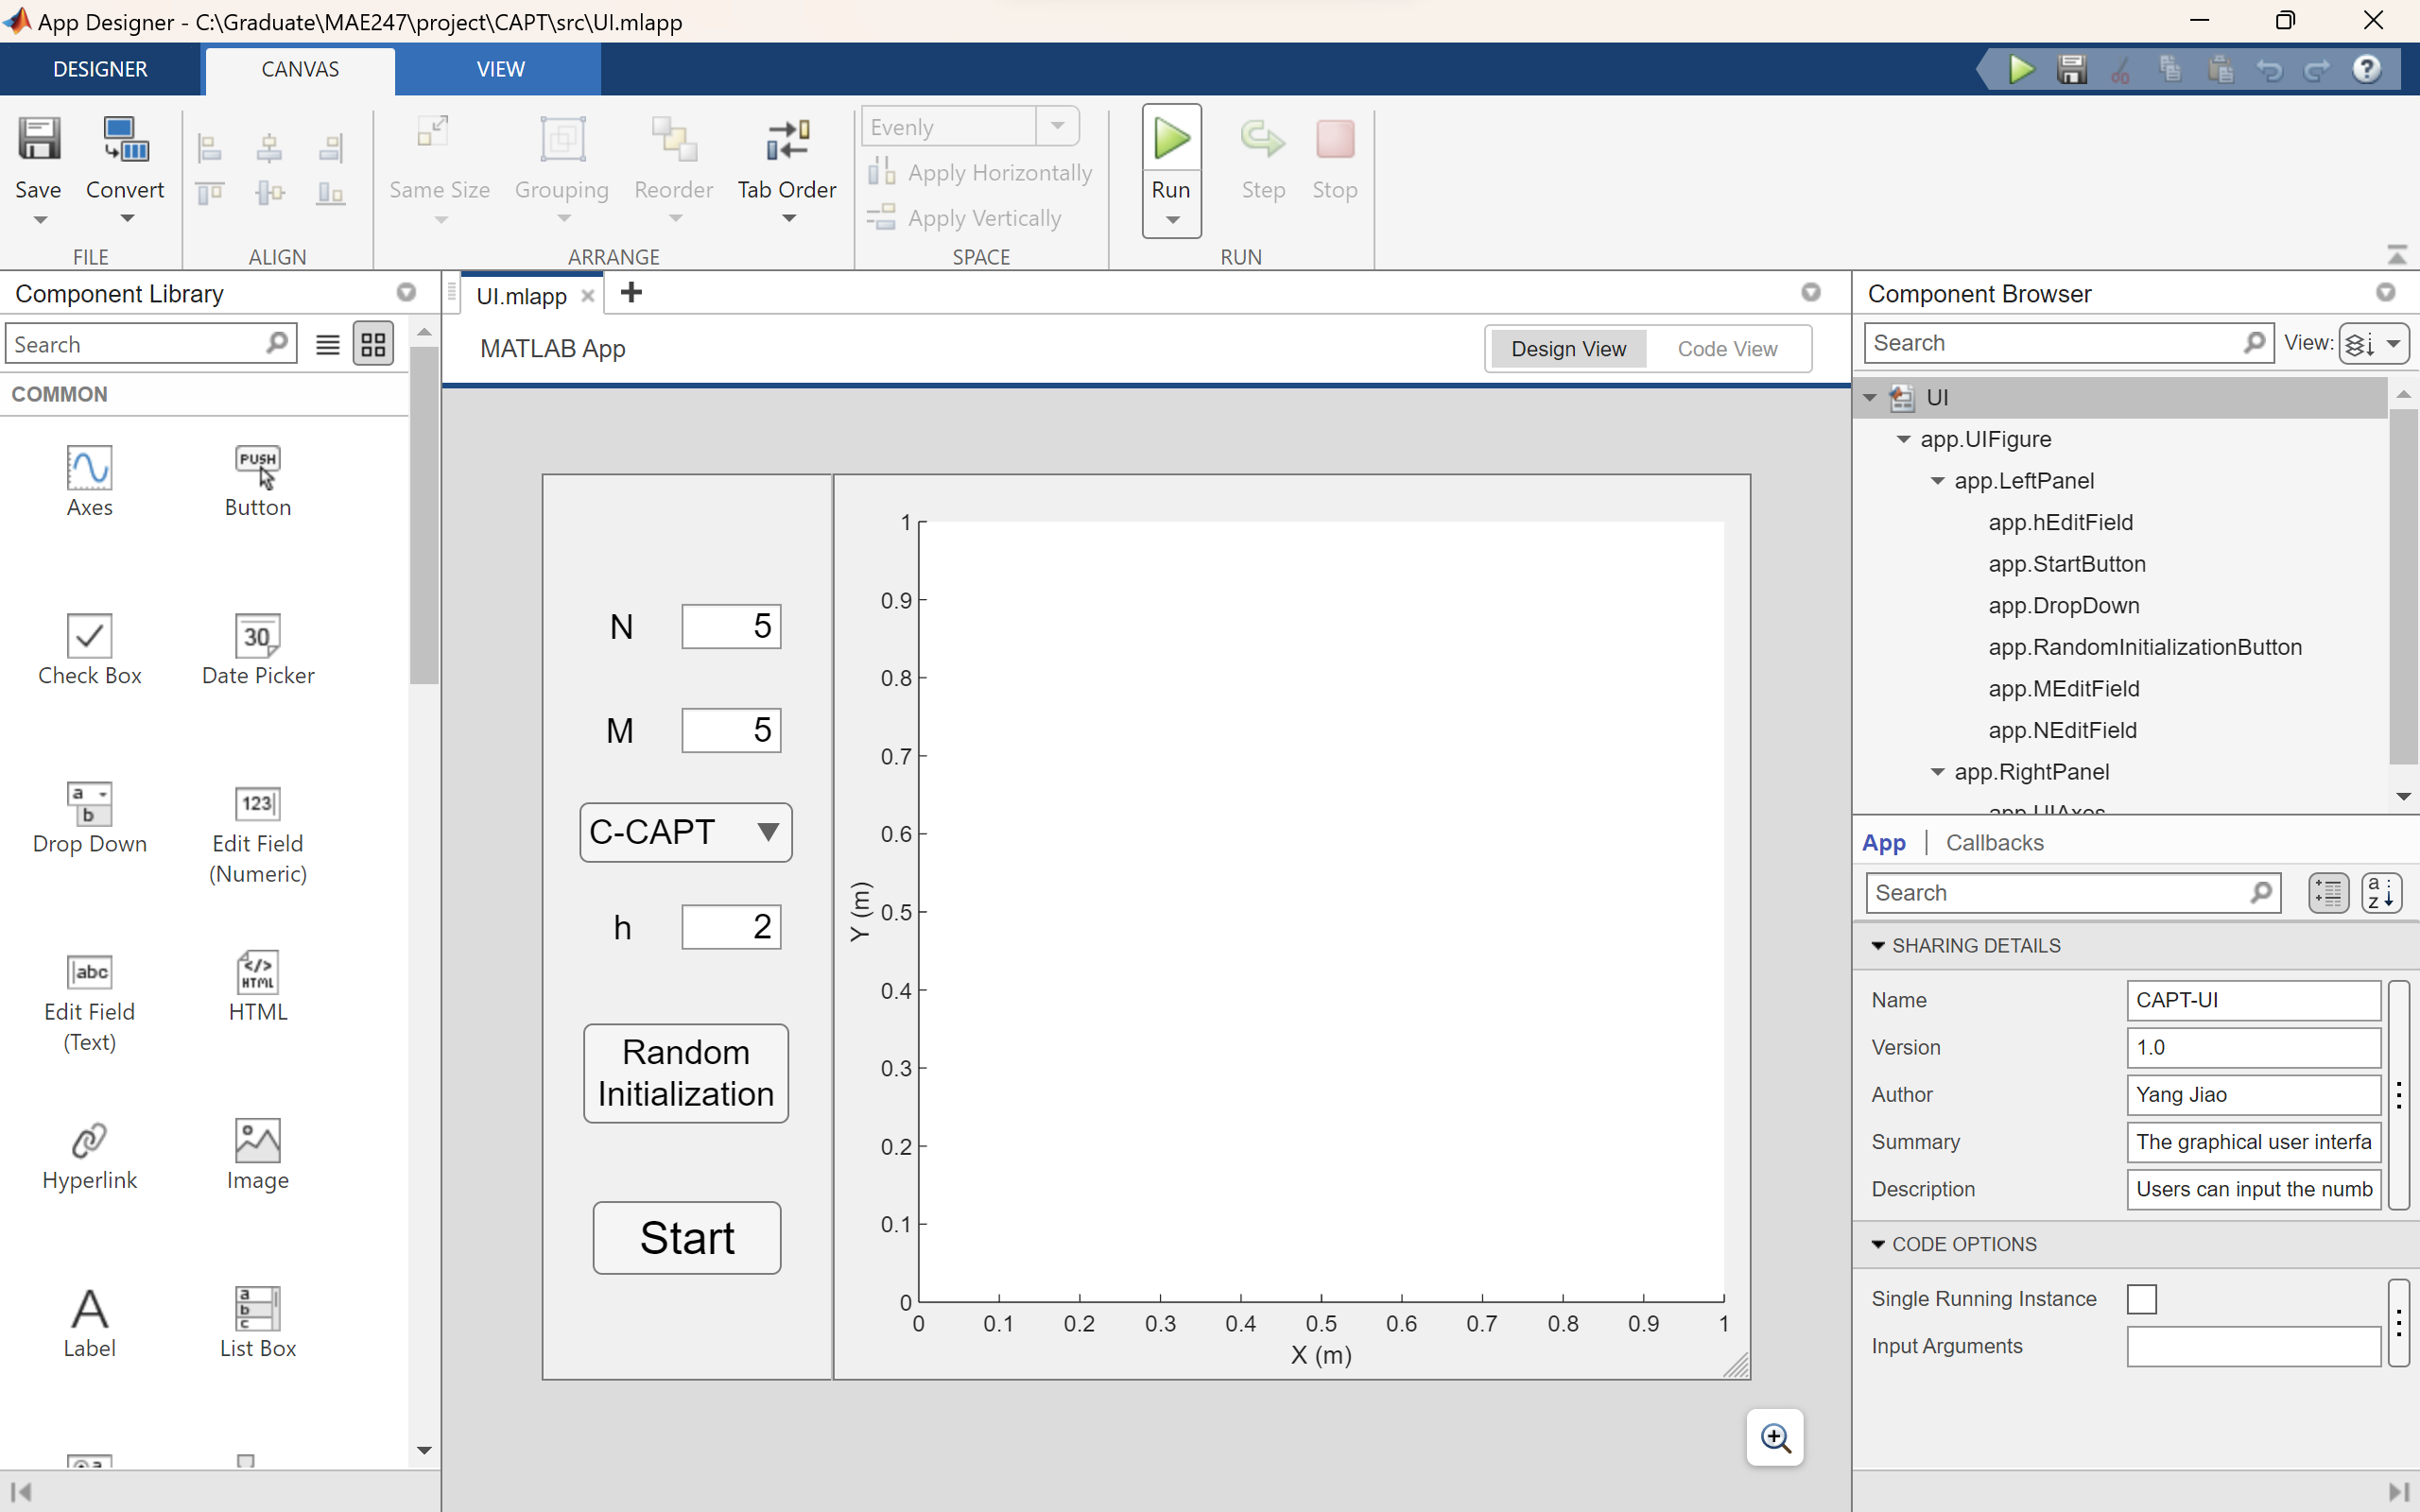 App Designer - C:\Graduate\MAE247\project\CAPT\src\UI.mlapp
DESIGNER
CANVAS
VIEW
Save
Convert
Same Size
Grouping
Reorder
Tab Order
Evenly
Apply Horizontally
Apply Vertically
Run
Step
Stop
FILE
ALIGN
ARRANGE
SPACE
RUN
Component Library
Search
COMMON
Axes
PUSH
Button
Check Box
30
Date Picker
a
b
Drop Down
123
Edit Field
(Numeric)
abc
Edit Field
(Text)
</>
HTML
HTML
Hyperlink
Image
A
Label
a
b
c
List Box
UI.mlapp
MATLAB App
Design View
Code View
N
5
M
5
C-CAPT
h
2
Random
Initialization
Start
1
0.9
0.8
0.7
0.6
0.5
0.4
0.3
0.2
0.1
0
Y (m)
0
0.1
0.2
0.3
0.4
0.5
0.6
0.7
0.8
0.9
1
X (m)
Component Browser
Search
View:
UI
app.UIFigure
app.LeftPanel
app.hEditField
app.StartButton
app.DropDown
app.RandomInitializationButton
app.MEditField
app.NEditField
app.RightPanel
app.UIAxes
App
Callbacks
Search
a
z
SHARING DETAILS
Name
CAPT-UI
Version
1.0
Author
Yang Jiao
Summary
The graphical user interfa
Description
Users can input the numb
CODE OPTIONS
Single Running Instance
Input Arguments